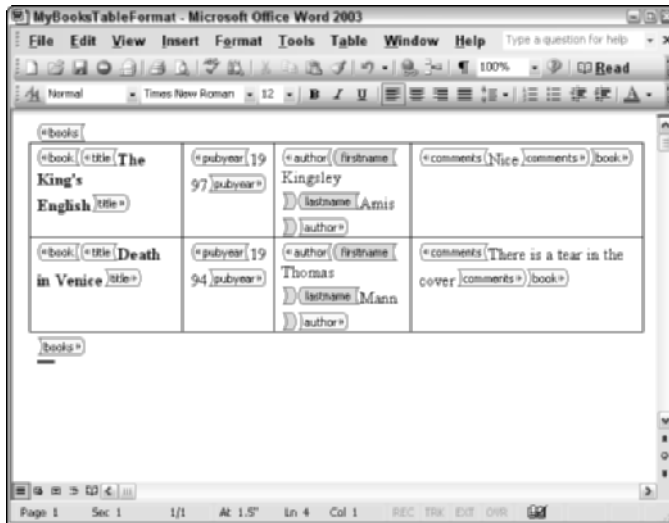 MyBooksTableFormat - Microsoft Office Word 2003
File Edit View Insert Format Tools Table Window Help Type a question for help
100% Read
Normal Times New Roman 12 B I U A
«books
«book «title The King's English title» «pubyear 1997 pubyear» «author firstname Kingsley lastname Amis author» «comments Nice comments» book»
«book «title Death in Venice title» «pubyear 1994 pubyear» «author firstname Thomas lastname Mann author» «comments There is a tear in the cover comments» book»
books»
Page 1 Sec 1 1/1 At 1.5" Ln 4 Col 1 REC TRK EXT OVR